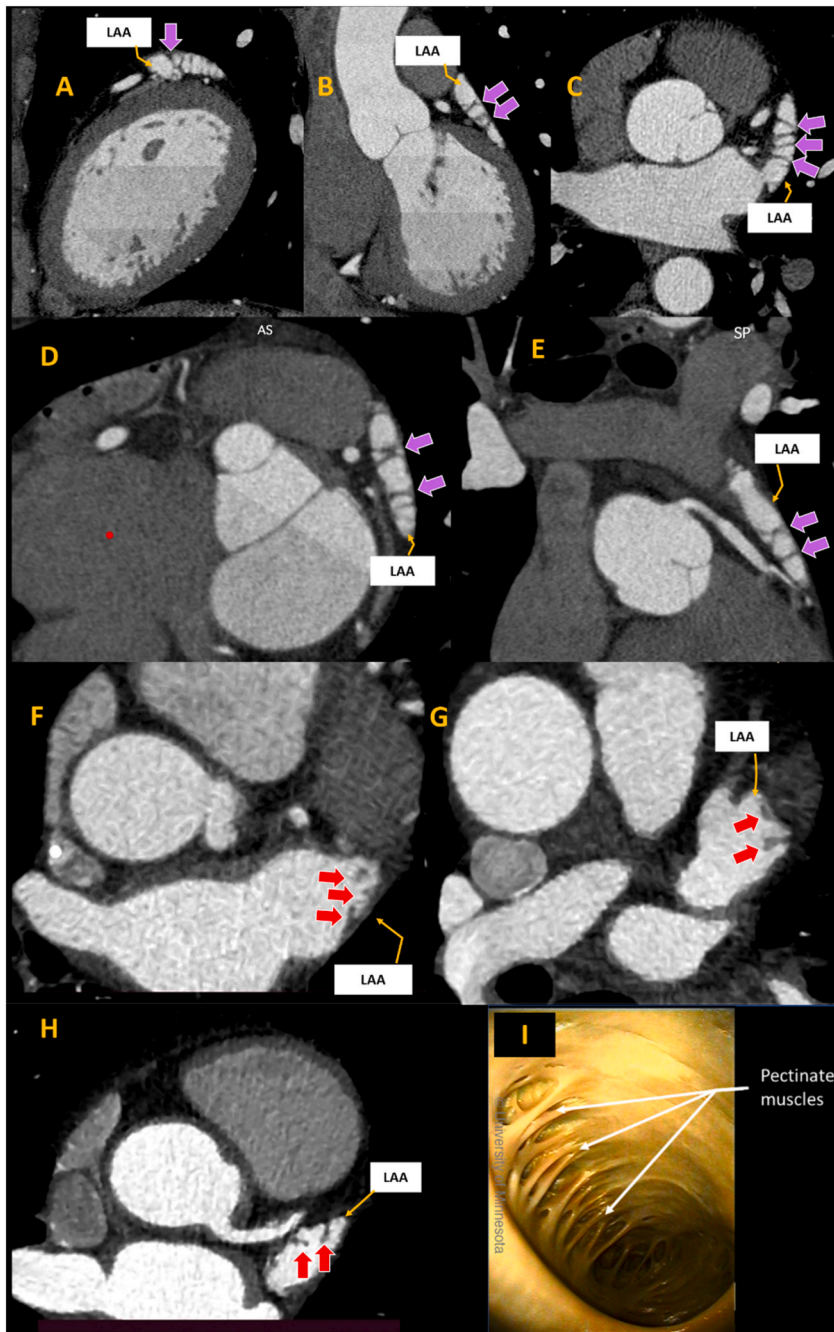 LAA
A
LAA
B
C
LAA
AS
D
LAA
SP
E
LAA
F
LAA
G
LAA
H
LAA
I
Pectinate
muscles
University of Minnesota